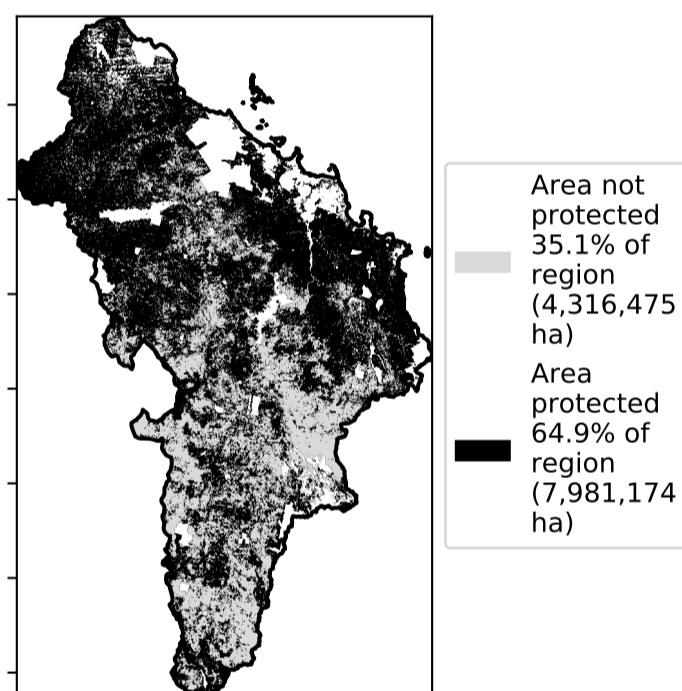 Area not
protected
35.1% of
region
(4,316,475
ha)
Area
protected
64.9% of
region
(7,981,174
ha)